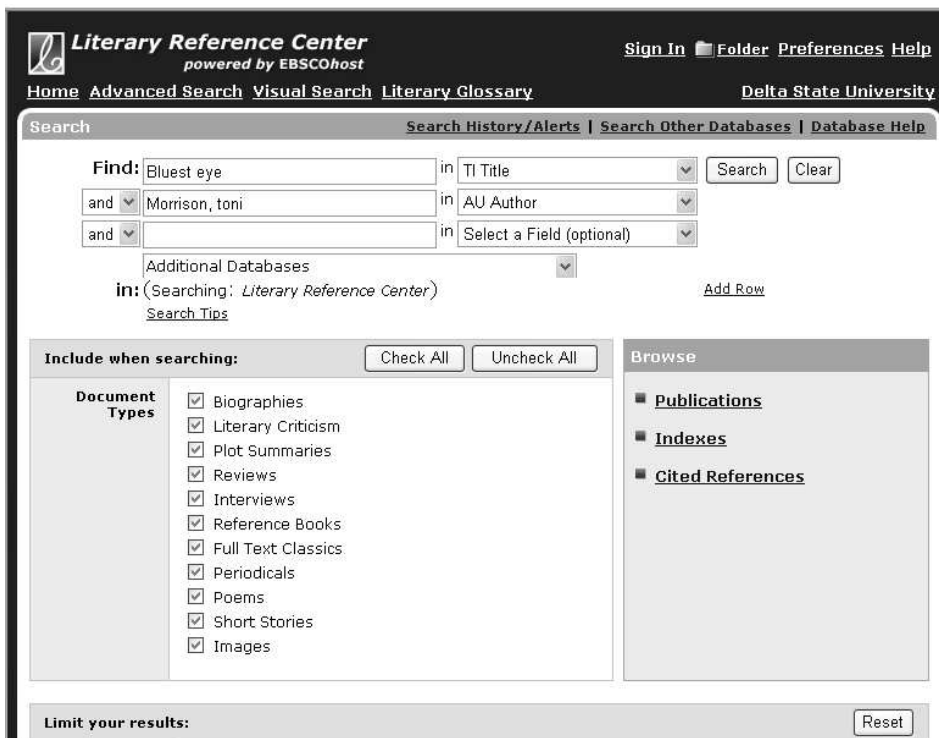 Literary Reference Center
powered by EBSCOhost
Sign In Folder Preferences Help
Home Advanced Search Visual Search Literary Glossary
Delta State University
Search
Search History/Alerts | Search Other Databases | Database Help
Find: Bluest eye in TI Title Search Clear
and Morrison, toni in AU Author
and in Select a Field (optional)
Additional Databases
in: (Searching: Literary Reference Center) Add Row
Search Tips
Include when searching: Check All Uncheck All
Document Types
Biographies
Literary Criticism
Plot Summaries
Reviews
Interviews
Reference Books
Full Text Classics
Periodicals
Poems
Short Stories
Images
Browse
Publications
Indexes
Cited References
Limit your results: Reset